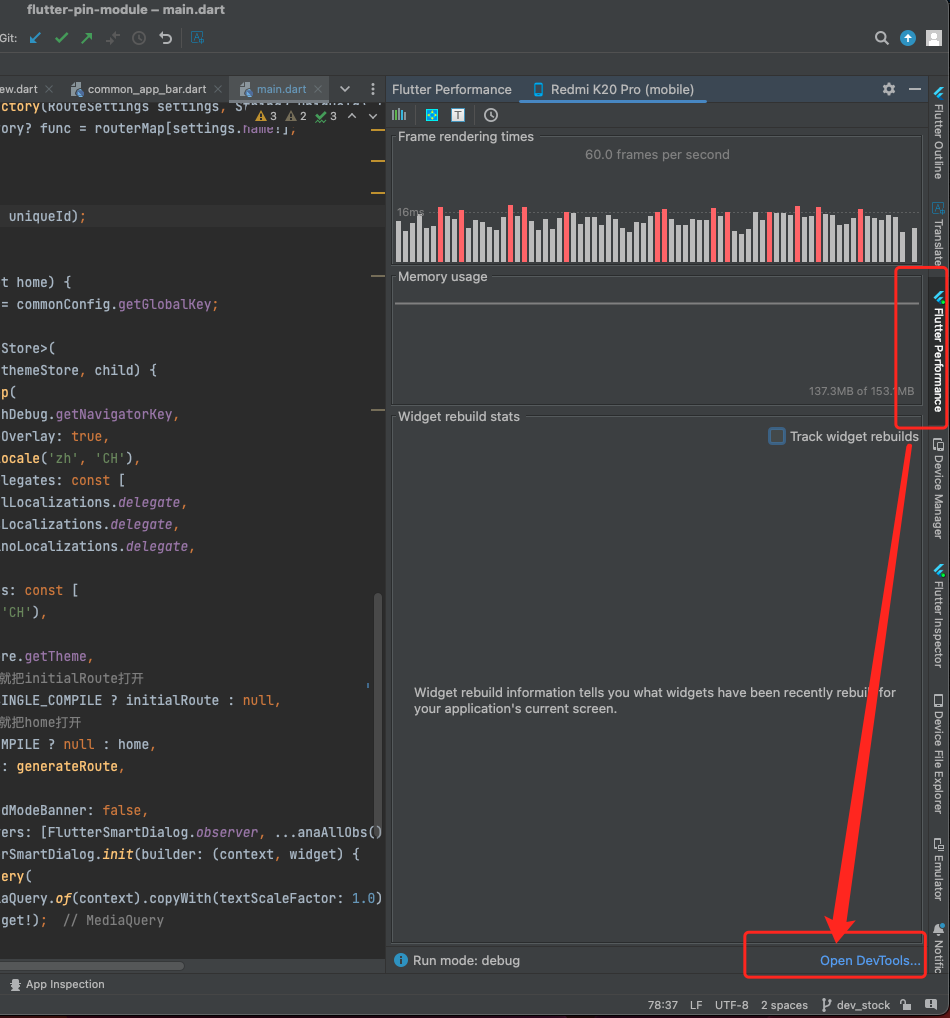 flutter-pin-module – main.dart
Git:
ew.dart
common_app_bar.dart
main.dart
ctory(RouteSettings settings,
3 2 3
ory? func = routerMap[settings.name!],
uniqueId);
t home) {
= commonConfig.getGlobalKey;
Store>(
themeStore, child) {
p(
hDebug.getNavigatorKey,
Overlay: true,
ocale('zh', 'CH'),
legates: const [
lLocalizations.delegate,
Localizations.delegate,
noLocalizations.delegate,
s: const [
'CH'),
re.getTheme,
就把initialRoute打开
SINGLE_COMPILE ? initialRoute : null,
就把home打开
MPILE ? null : home,
: generateRoute,
dModeBanner: false,
ers: [FlutterSmartDialog.observer, ...anaAllObs()
rSmartDialog.init(builder: (context, widget) {
ery(
aQuery.of(context).copyWith(textScaleFactor: 1.0)
get!); // MediaQuery
Flutter Performance
Redmi K20 Pro (mobile)
Frame rendering times
60.0 frames per second
16ms
Memory usage
137.3MB of 153.1MB
Widget rebuild stats
Track widget rebuilds
Widget rebuild information tells you what widgets have been recently rebuilt for
your application's current screen.
Run mode: debug
Open DevTools...
Flutter Outline
Translate
Flutter Performance
Device Manager
Flutter Inspector
Device File Explorer
Emulator
Notific
App Inspection
78:37 LF UTF-8 2 spaces dev_stock